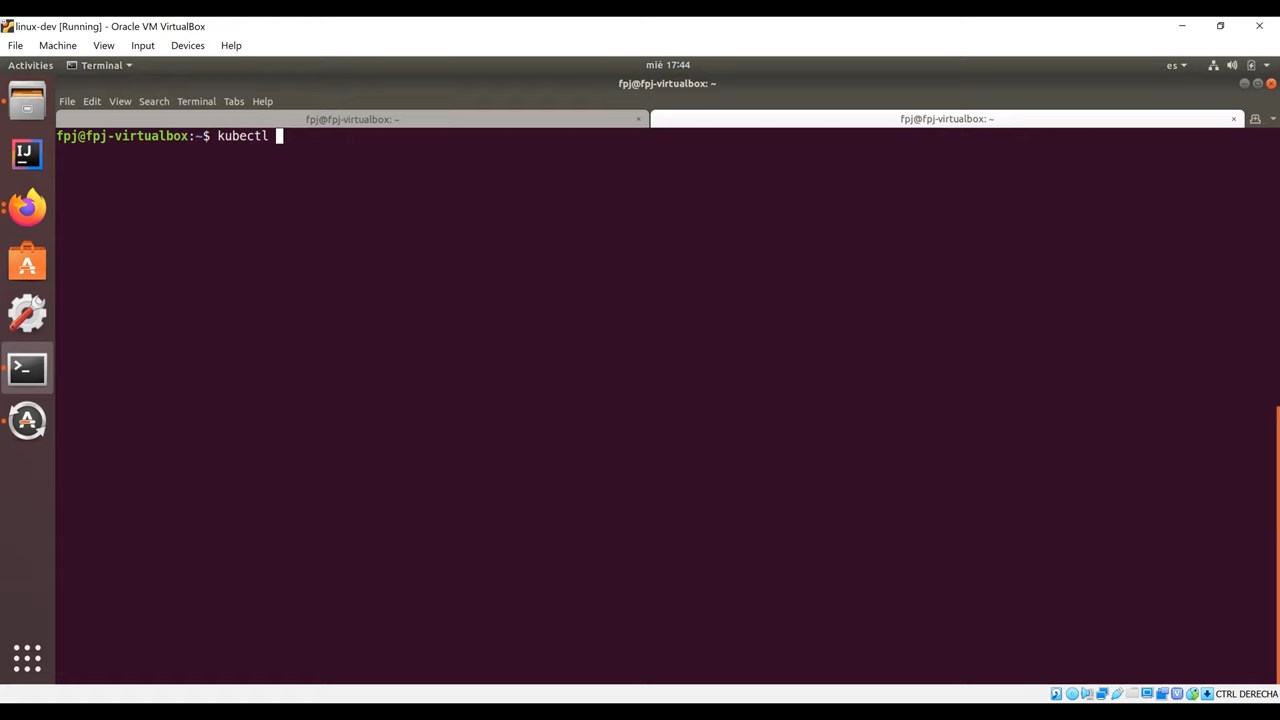 linux-dev [Running] - Oracle VM VirtualBox
File Machine View Input Devices Help
Activities Terminal mié 17:44 es
fpj@fpj-virtualbox: ~
File Edit View Search Terminal Tabs Help
fpj@fpj-virtualbox: ~ × fpj@fpj-virtualbox: ~ ×
fpj@fpj-virtualbox:~$ kubectl
CTRL DERECHA